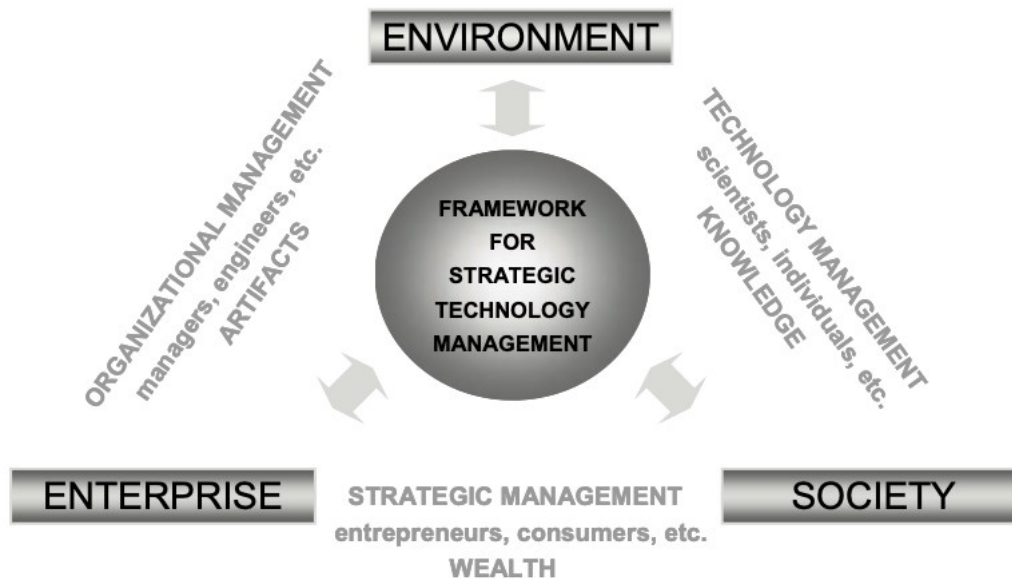 ENVIRONMENT
ORGANIZATIONAL MANAGEMENT
managers, engineers, etc.
ARTIFACTS
TECHNOLOGY MANAGEMENT
scientists, individuals, etc.
KNOWLEDGE
FRAMEWORK
FOR
STRATEGIC
TECHNOLOGY
MANAGEMENT
ENTERPRISE
STRATEGIC MANAGEMENT
entrepreneurs, consumers, etc.
WEALTH
SOCIETY